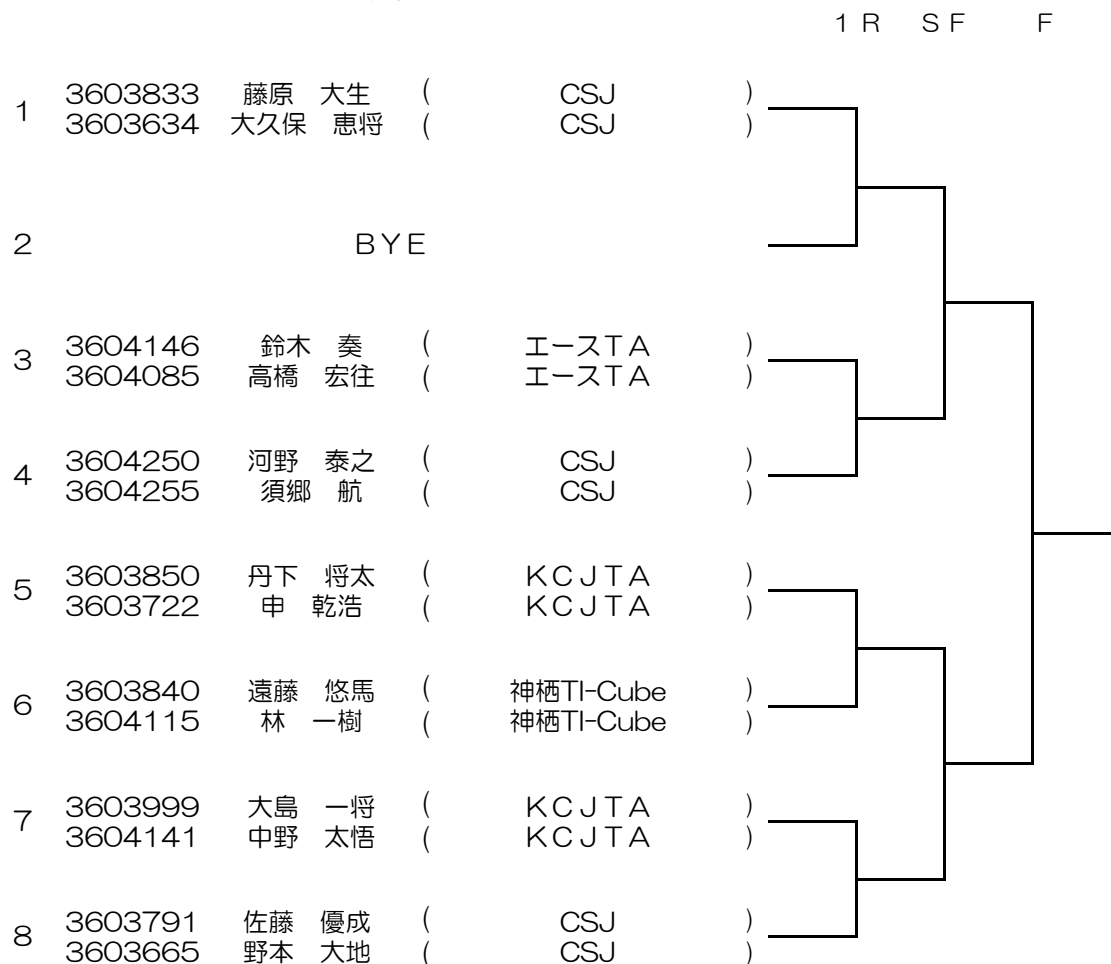 １Ｒ　ＳＦ　Ｆ
1
3603833　藤原　大生　(　CSJ　)
3603634　大久保　恵将　(　CSJ　)
2　ＢＹＥ
3
3604146　鈴木　奏　(　エースＴＡ　)
3604085　高橋　宏往　(　エースＴＡ　)
4
3604250　河野　泰之　(　CSJ　)
3604255　須郷　航　(　CSJ　)
5
3603850　丹下　将太　(　ＫＣＪＴＡ　)
3603722　申　乾浩　(　ＫＣＪＴＡ　)
6
3603840　遠藤　悠馬　(　神栖TI-Cube　)
3604115　林　一樹　(　神栖TI-Cube　)
7
3603999　大島　一将　(　ＫＣＪＴＡ　)
3604141　中野　太悟　(　ＫＣＪＴＡ　)
8
3603791　佐藤　優成　(　CSJ　)
3603665　野本　大地　(　CSJ　)